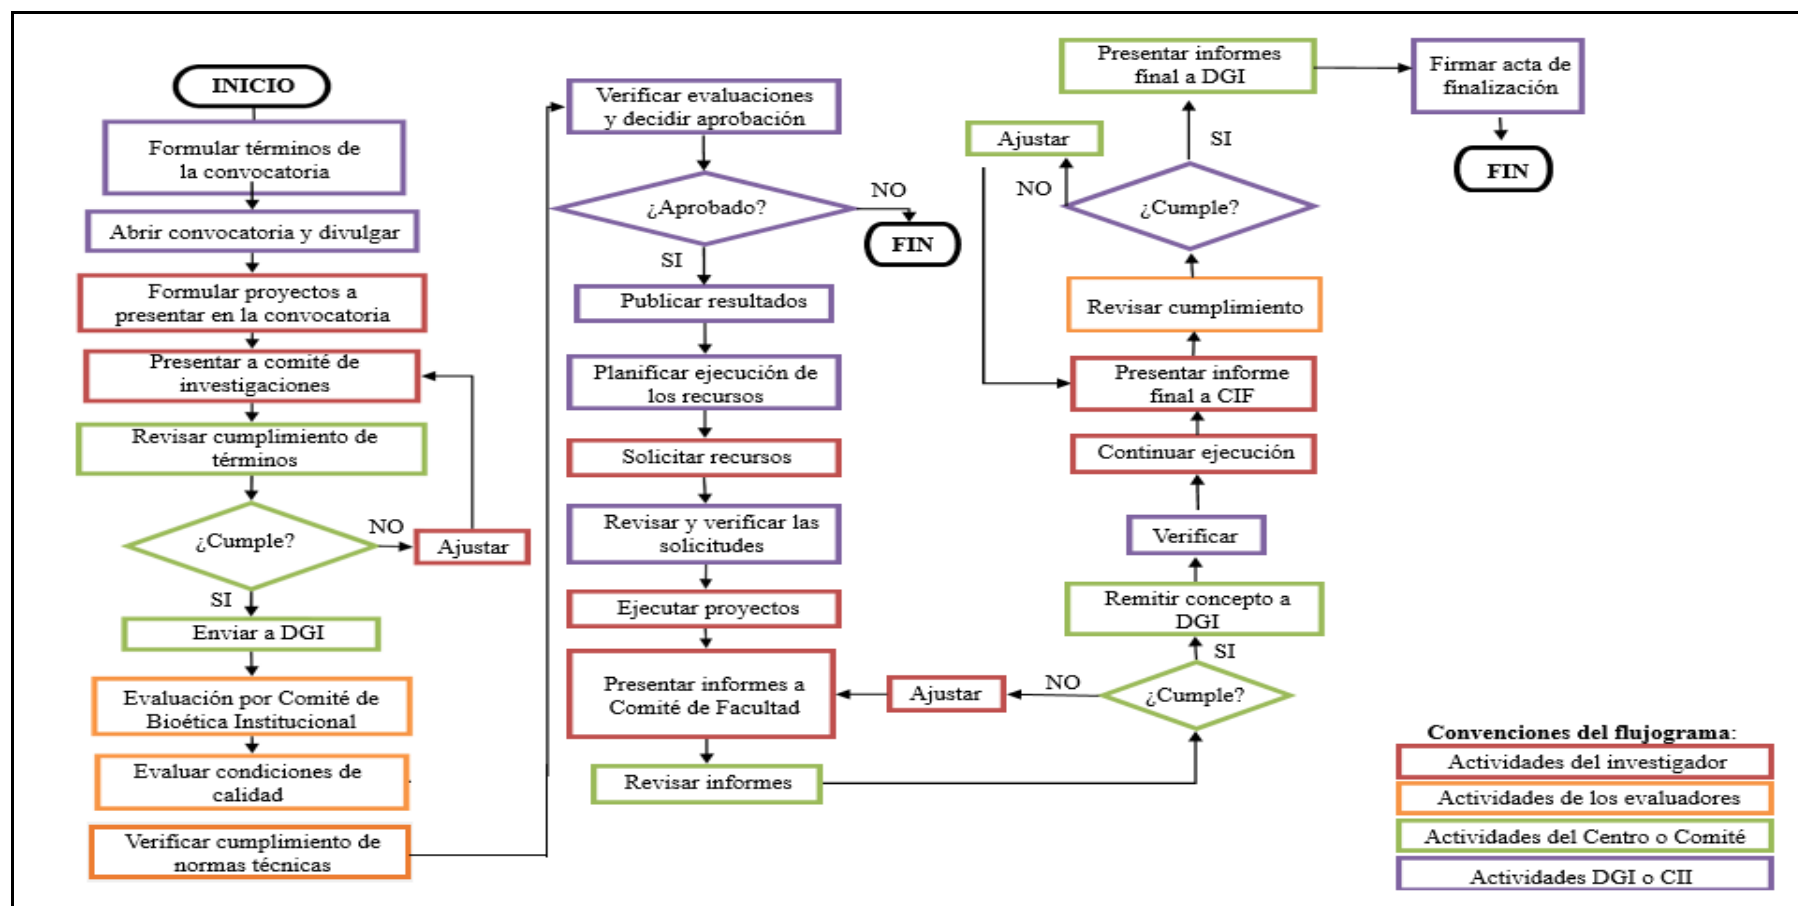 INICIO
Formular términos de
la convocatoria
Abrir convocatoria y divulgar
Formular proyectos a
presentar en la convocatoria
Presentar a comité de
investigaciones
Revisar cumplimiento de
términos
¿Cumple?
NO
Ajustar
SI
Enviar a DGI
Evaluación por Comité de
Bioética Institucional
Evaluar condiciones de
calidad
Verificar cumplimiento de
normas técnicas
Verificar evaluaciones
y decidir aprobación
¿Aprobado?
NO
FIN
SI
Publicar resultados
Planificar ejecución de
los recursos
Solicitar recursos
Revisar y verificar las
solicitudes
Ejecutar proyectos
Presentar informes a
Comité de Facultad
Revisar informes
Ajustar
NO
¿Cumple?
SI
Remitir concepto a
DGI
Verificar
Continuar ejecución
Presentar informe
final a CIF
Revisar cumplimiento
¿Cumple?
NO
Ajustar
SI
Presentar informes
final a DGI
Firmar acta de
finalización
FIN
Convenciones del flujograma:
Actividades del investigador
Actividades de los evaluadores
Actividades del Centro o Comité
Actividades DGI o CII